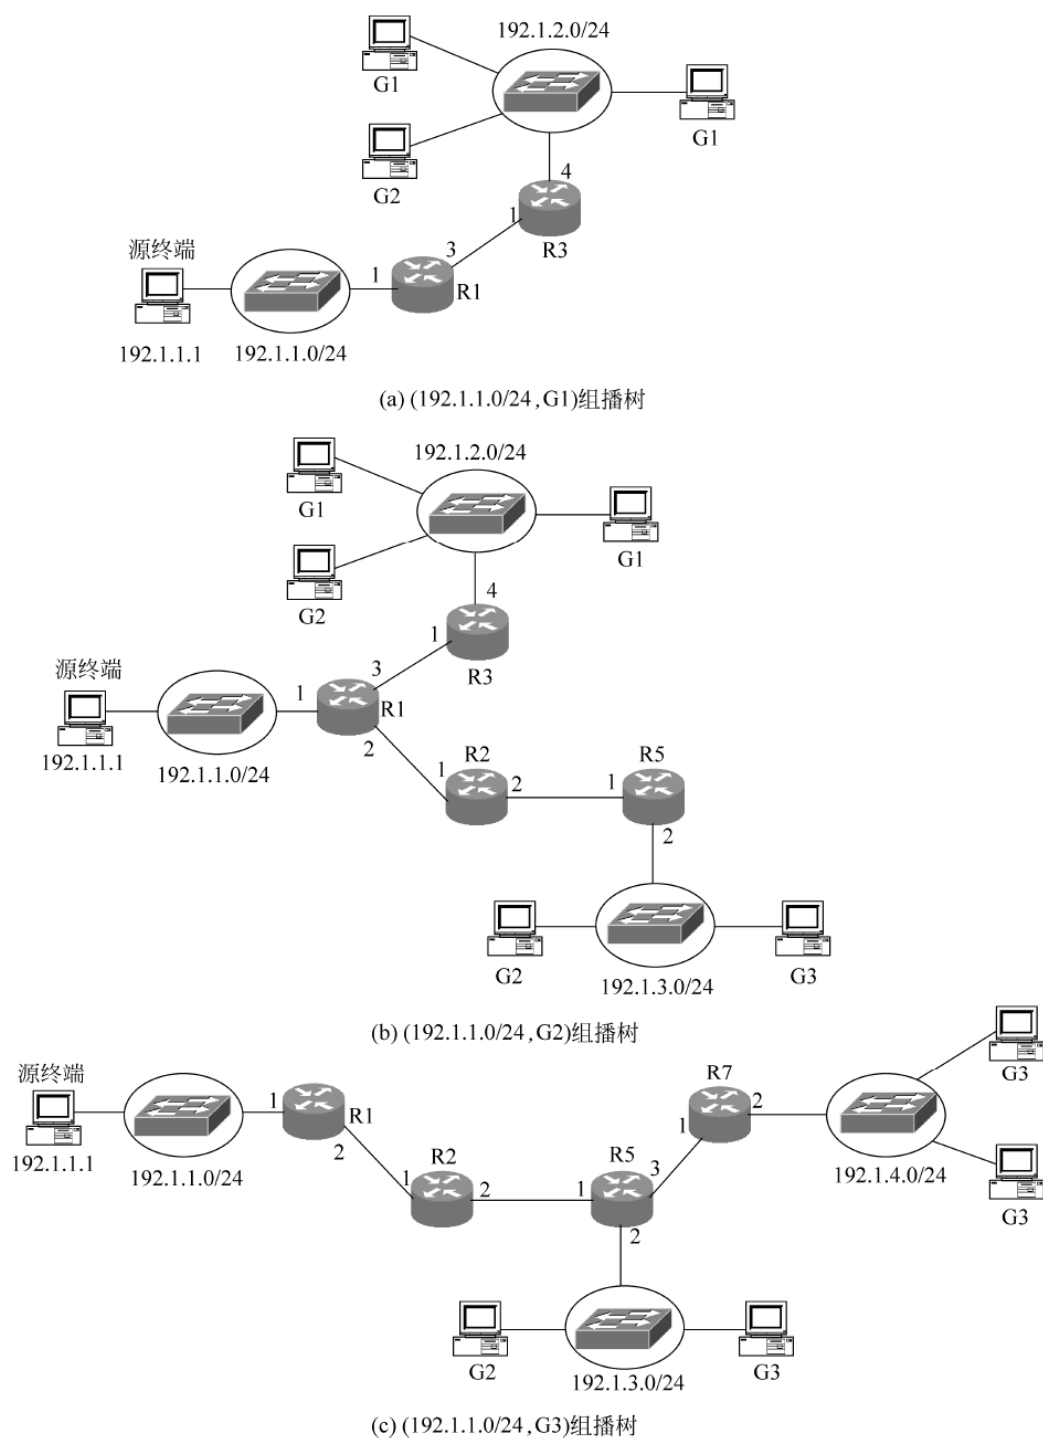 192.1.2.0/24
G1
G1
G2
4
1
R3
3
源终端
1
R1
192.1.1.1
192.1.1.0/24
(a) (192.1.1.0/24,G1)组播树
192.1.2.0/24
G1
G1
G2
4
1
R3
源终端
3
1
R1
192.1.1.1
192.1.1.0/24
2
R2
R5
1
2
1
2
G2
G3
192.1.3.0/24
(b) (192.1.1.0/24,G2)组播树
G3
源终端
R7
1
R1
2
1
192.1.1.1
192.1.1.0/24
2
R2
R5
3
192.1.4.0/24
1
2
1
G3
2
G2
G3
192.1.3.0/24
(c) (192.1.1.0/24,G3)组播树